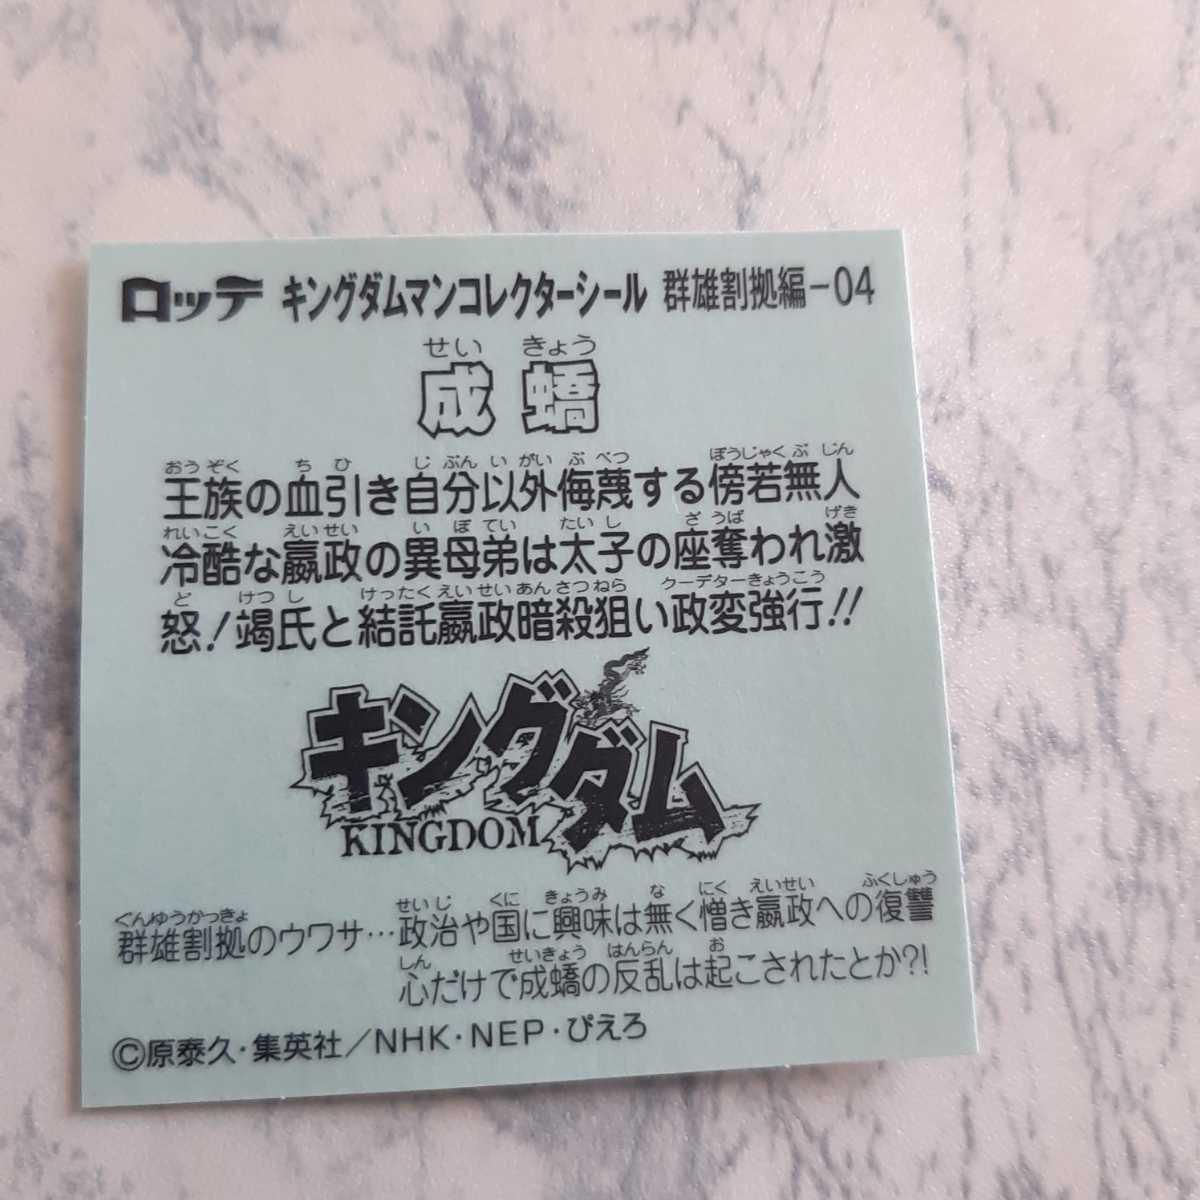 ロッテ キングダムマンコレクターシール 群雄割拠編-04
せい きょう
成蟜
おうぞく ち ひ じぶん いがい ぶべつ ぼうじゃくぶじん
王族の血引き自分以外侮蔑する傍若無人
れいこく えいせい いぼてい たいし ざ うば げき
冷酷な嬴政の異母弟は太子の座奪われ激
ど けつし けったくえいせいあんさつねら クーデターきょうこう
怒!竭氏と結託嬴政暗殺狙い政変強行!!
キングダム
KINGDOM
ぐんゆうかっきょ せいじ くに きょうみ な にく えいせい ふくしゅう
群雄割拠のウワサ…政治や国に興味は無く憎き嬴政への復讐
しん せいきょう はんらん お
心だけで成蟜の反乱は起こされたとか?!
©原泰久・集英社/NHK・NEP・ぴえろ